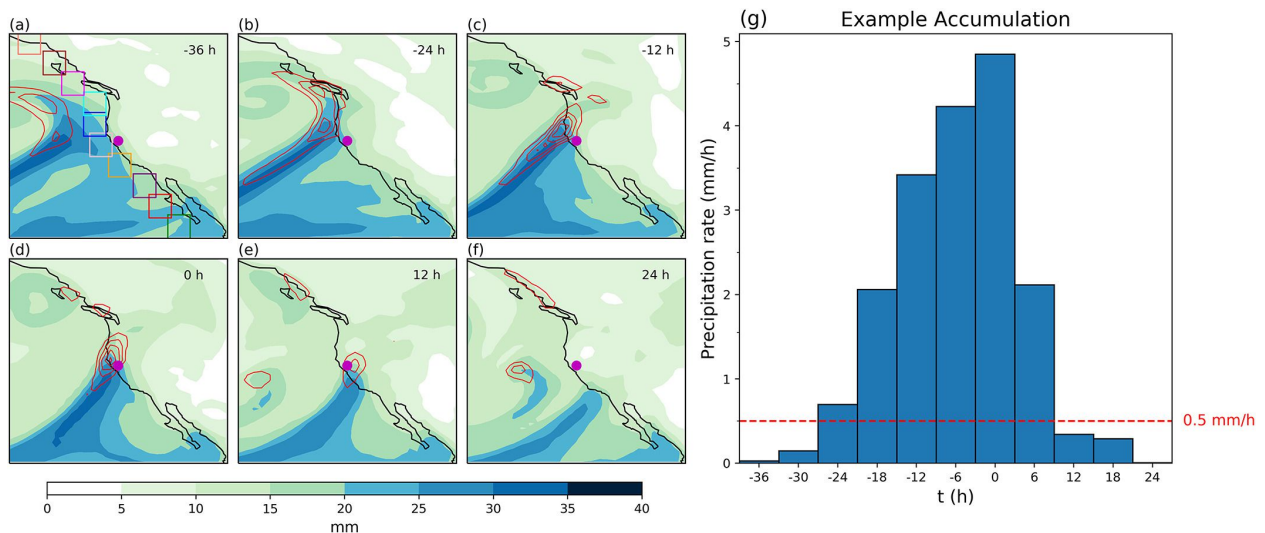 (a)
-36 h
(b)
-24 h
(c)
-12 h
(d)
0 h
(e)
12 h
(f)
24 h
0 5 10 15 20 25 30 35 40
mm
(g) Example Accumulation
Precipitation rate (mm/h)
5
4
3
2
1
0
0.5 mm/h
-36 -30 -24 -18 -12 -6 0 6 12 18 24
t (h)